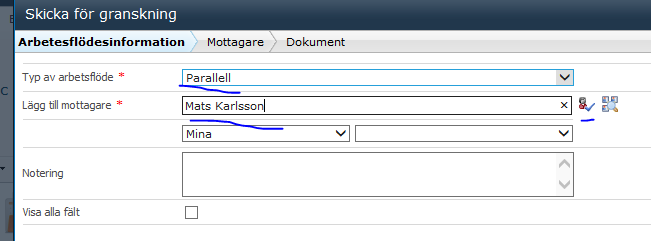 Skicka för granskning
Arbetesflödesinformation Mottagare Dokument
Typ av arbetsflöde * Parallell
Lägg till mottagare * Mats Karlsson ×
Mina
Notering
Visa alla fält